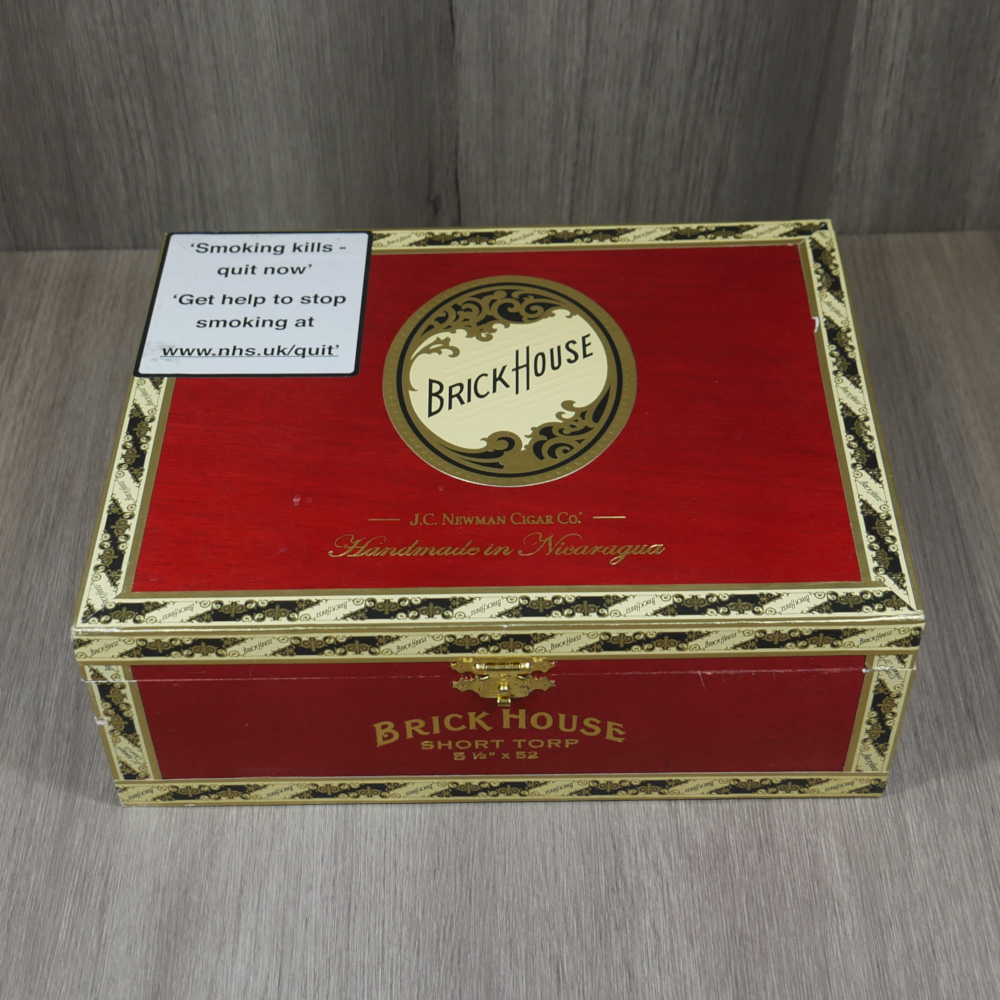 ‘Smoking kills -
quit now’
‘Get help to stop
smoking at
www.nhs.uk/quit’
BRICK HOUSE
J.C. NEWMAN CIGAR CO.
Handmade in Nicaragua
BRICK HOUSE
SHORT TORP
5 ½" x 52